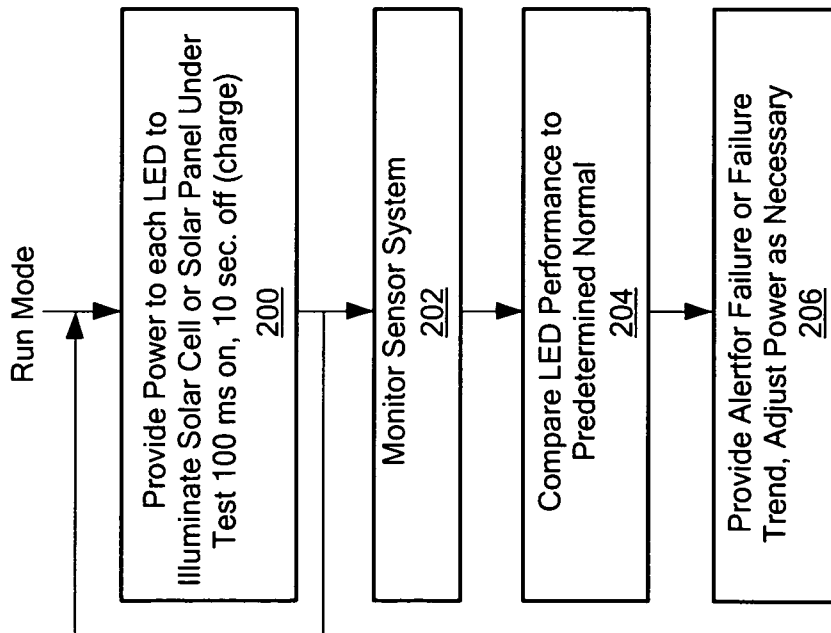 Run Mode
Provide Power to each LED to
Illuminate Solar Cell or Solar Panel Under
Test 100 ms on, 10 sec. off (charge)
200
Monitor Sensor System
202
Compare LED Performance to
Predetermined Normal
204
Provide Alertfor Failure or Failure
Trend, Adjust Power as Necessary
206